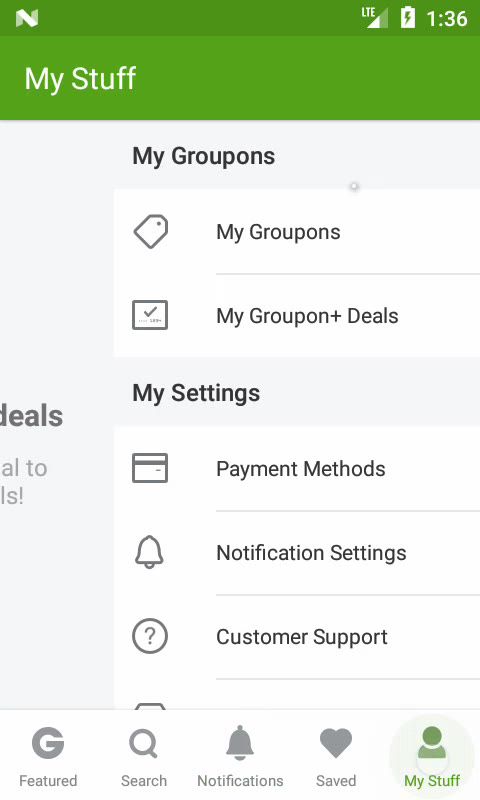 LTE 1:36
My Stuff
My Groupons
My Groupons
My Groupon+ Deals
My Settings
deals
al to
ls!
Payment Methods
Notification Settings
Customer Support
Featured Search Notifications Saved My Stuff